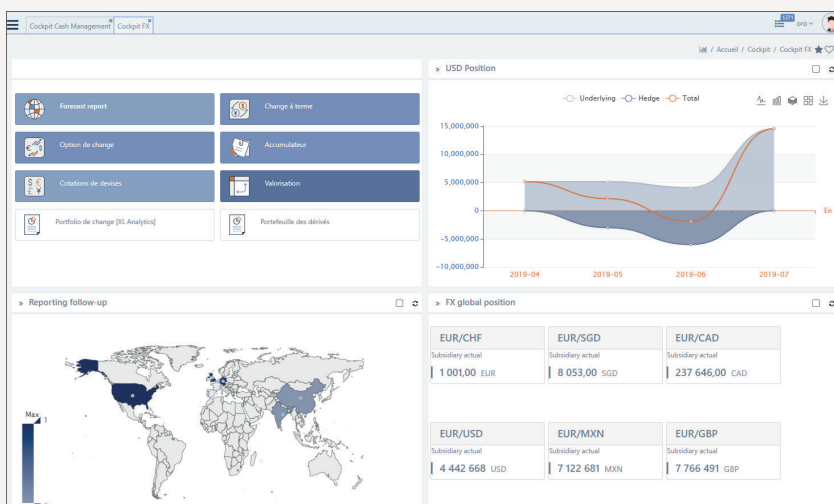 Cockpit Cash Management
Cockpit FX
1071
oro
/ Accueil / Cockpit / Cockpit FX
Forecast report
Change à terme
Option de change
Accumulateur
Cotations de devises
Valorisation
Portfolio de change [XL Analytics]
Portefeuille des dérivés
» USD Position
Underlying
Hedge
Total
15,000,000
10,000,000
5,000,000
0
-5,000,000
-10,000,000
En
2019-04
2019-05
2019-06
2019-07
» Reporting follow-up
Max
1
» FX global position
EUR/CHF
Subsidiary actual
1 001,00 EUR
EUR/SGD
Subsidiary actual
8 053,00 SGD
EUR/CAD
Subsidiary actual
237 646,00 CAD
EUR/USD
Subsidiary actual
4 442 668 USD
EUR/MXN
Subsidiary actual
7 122 681 MXN
EUR/GBP
Subsidiary actual
7 766 491 GBP